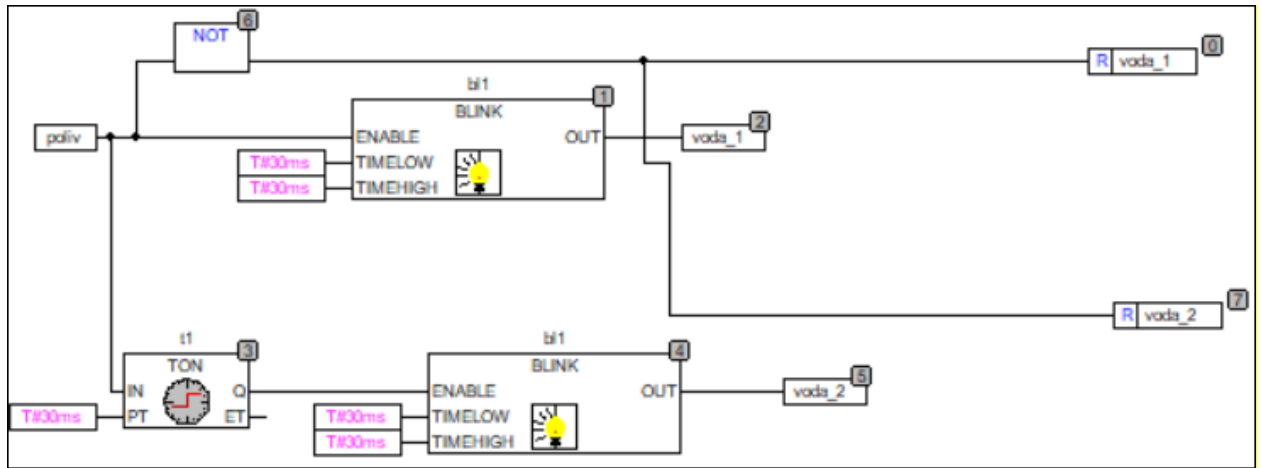 6
NOT
0
R voda_1
bl1
1
BLINK
poliv
ENABLE
OUT
2
voda_1
T#30ms
TIMELOW
T#30ms
TIMEHIGH
7
R voda_2
t1
3
TON
bl1
4
BLINK
5
IN
Q
ENABLE
OUT
voda_2
T#30ms
PT
ET
T#30ms
TIMELOW
T#30ms
TIMEHIGH